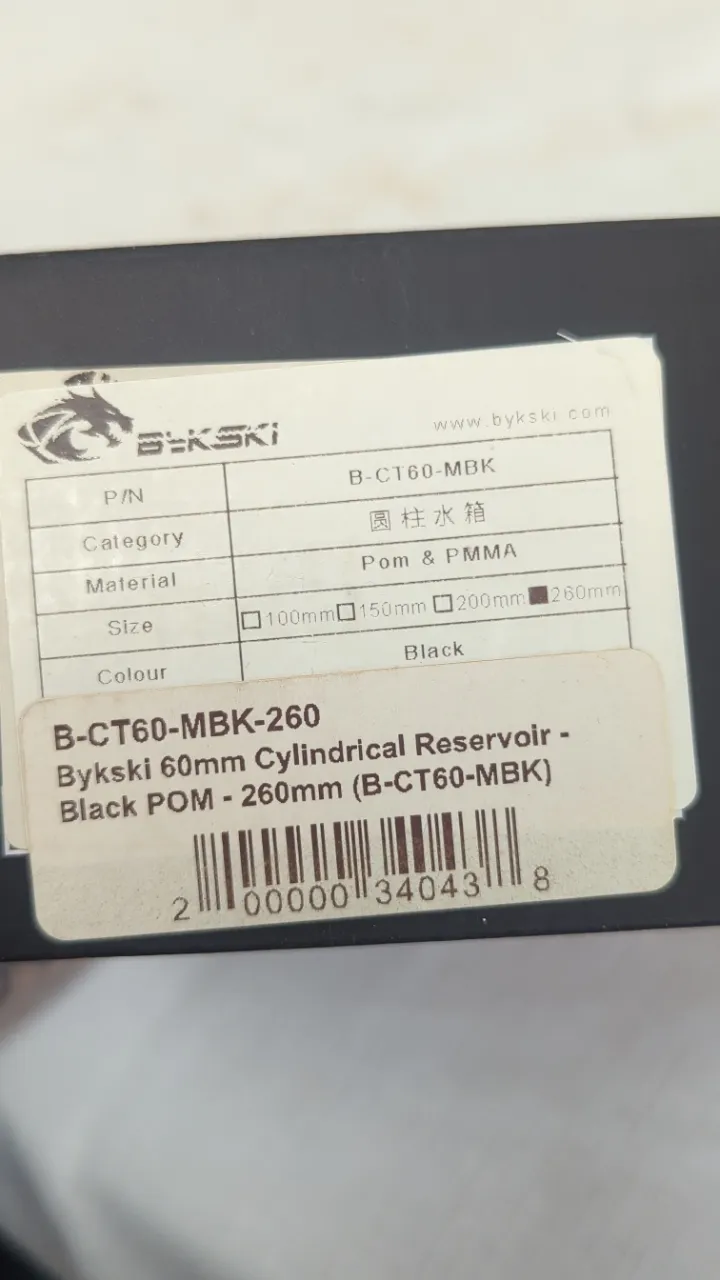 BYKSKI
www.bykski.com
P/N B-CT60-MBK
Category 圆柱水箱
Material Pom & PMMA
Size □100mm□150mm □200mm■260mm
Colour Black
B-CT60-MBK-260
Bykski 60mm Cylindrical Reservoir -
Black POM - 260mm (B-CT60-MBK)
2 00000 34043 8